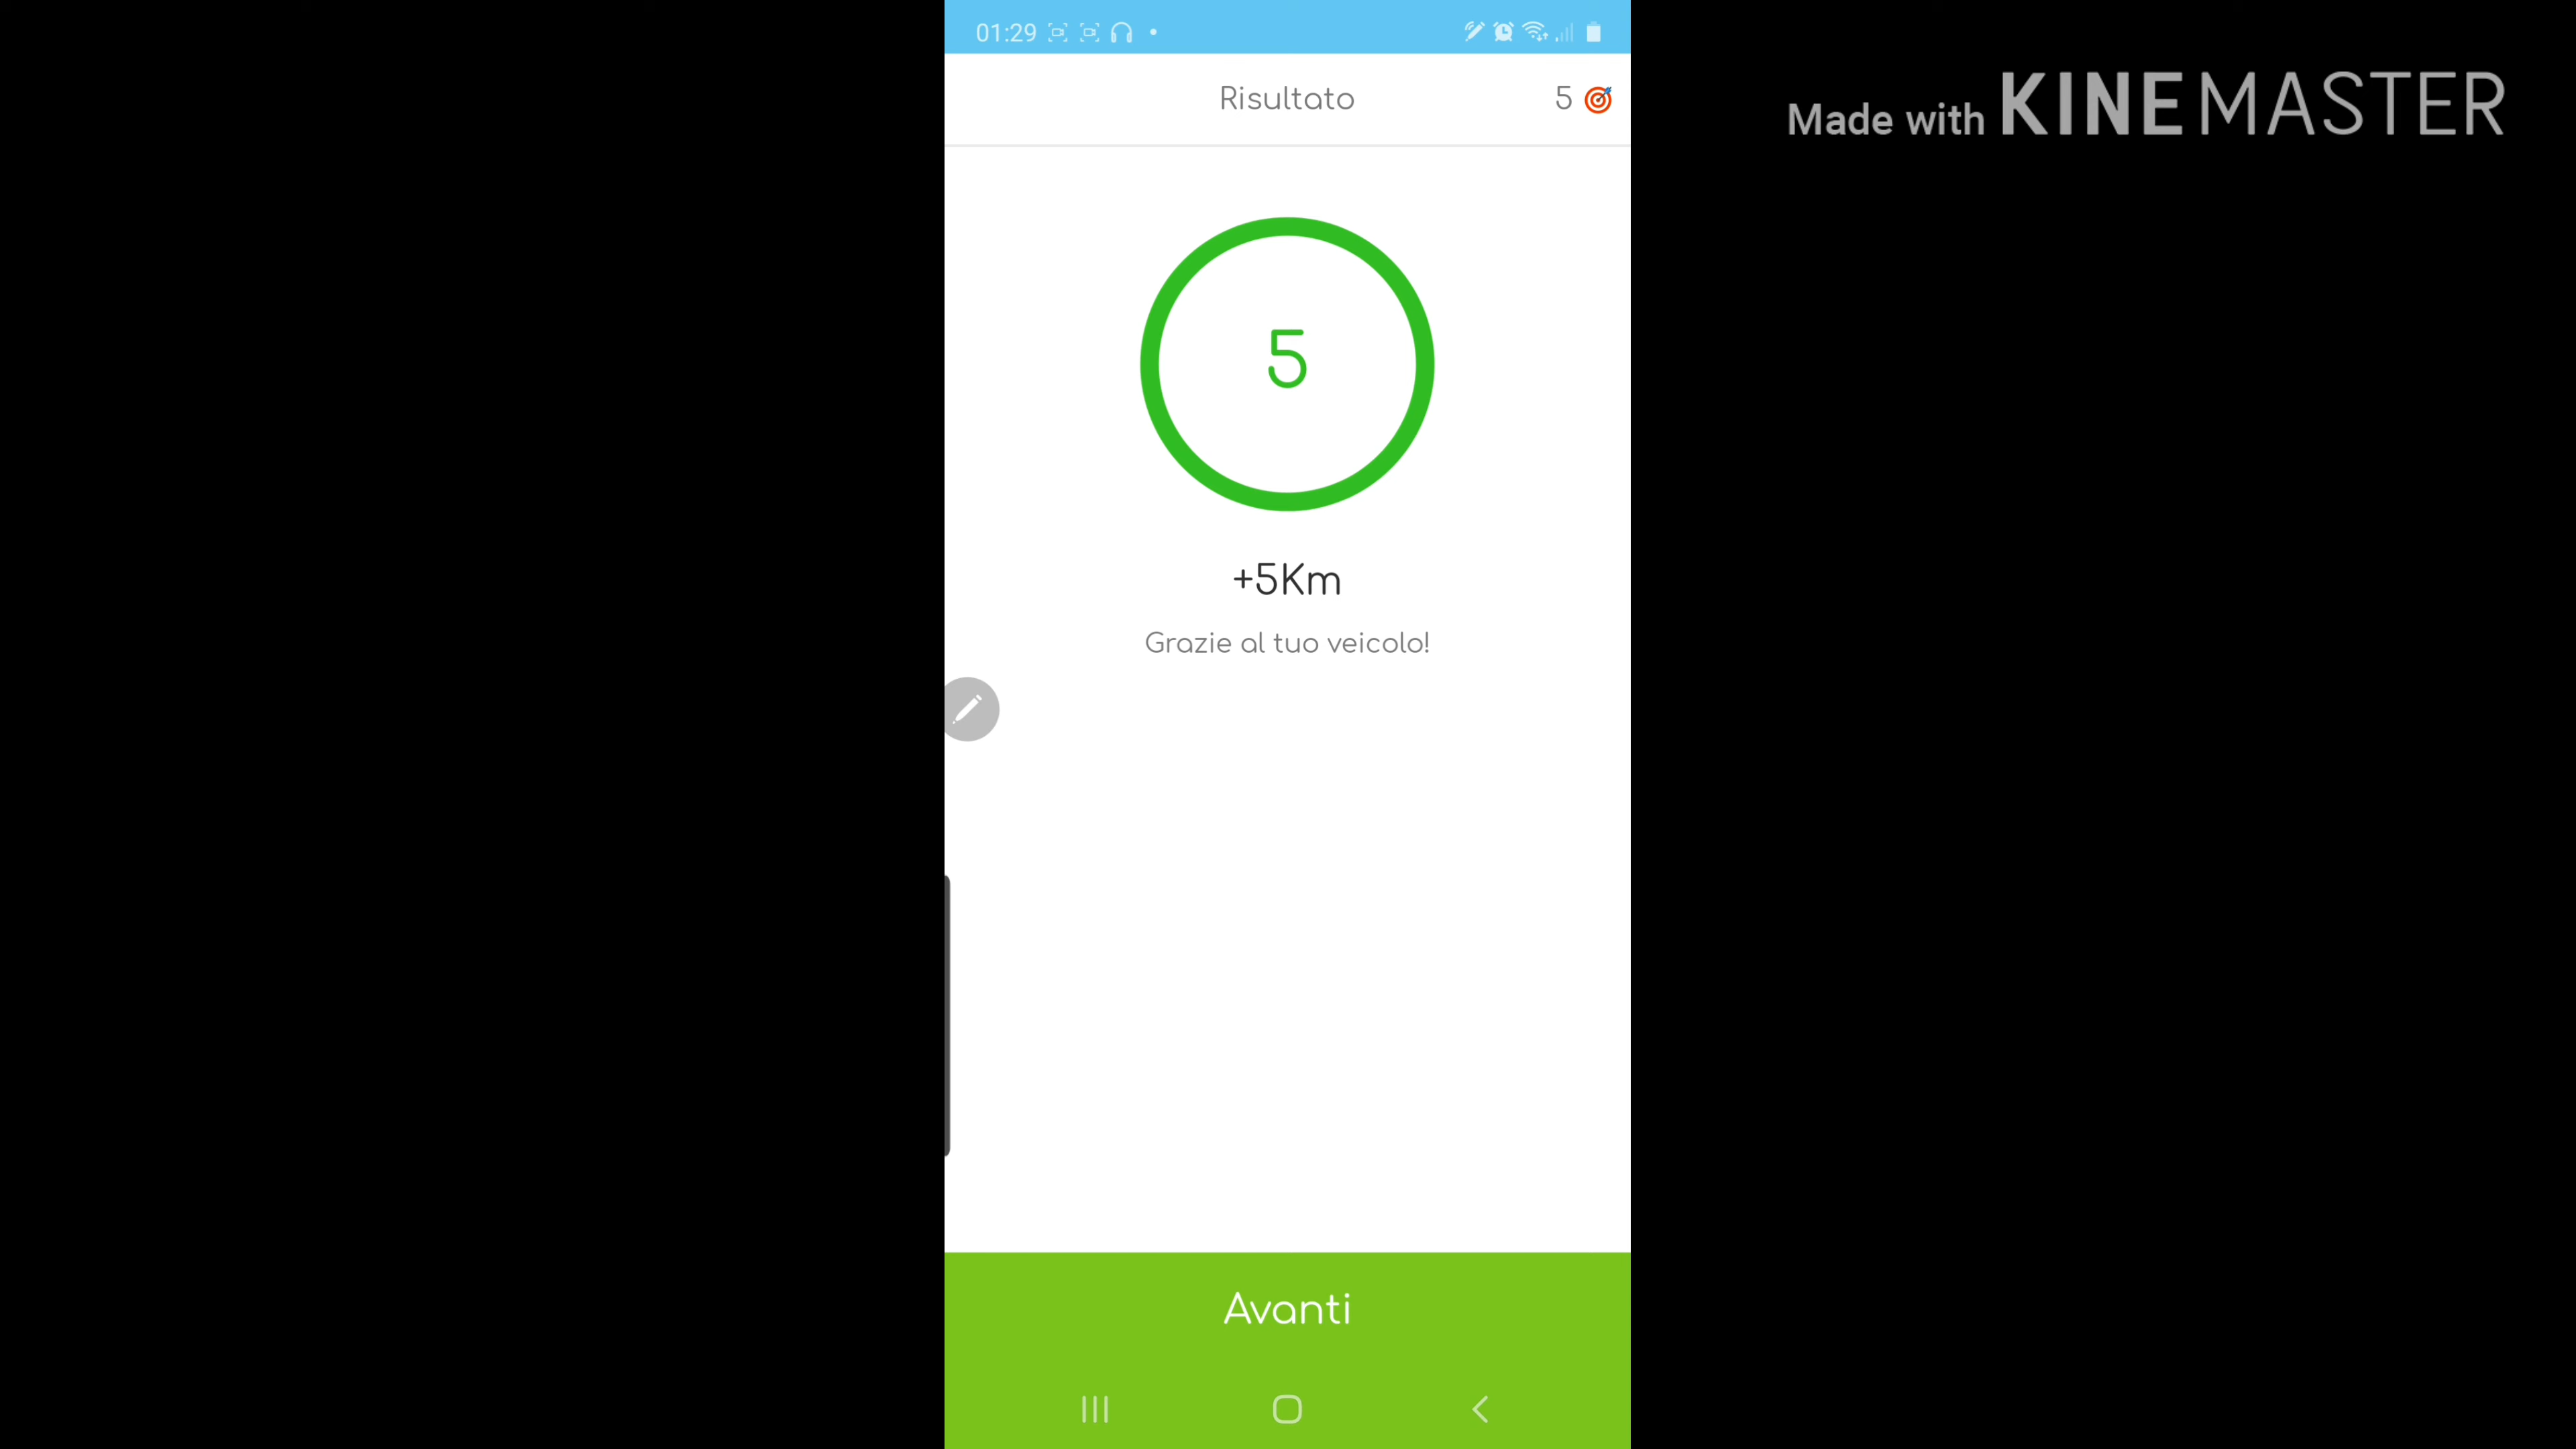 01:29
Risultato
5
Made with KINEMASTER
5
+5Km
Grazie al tuo veicolo!
Avanti